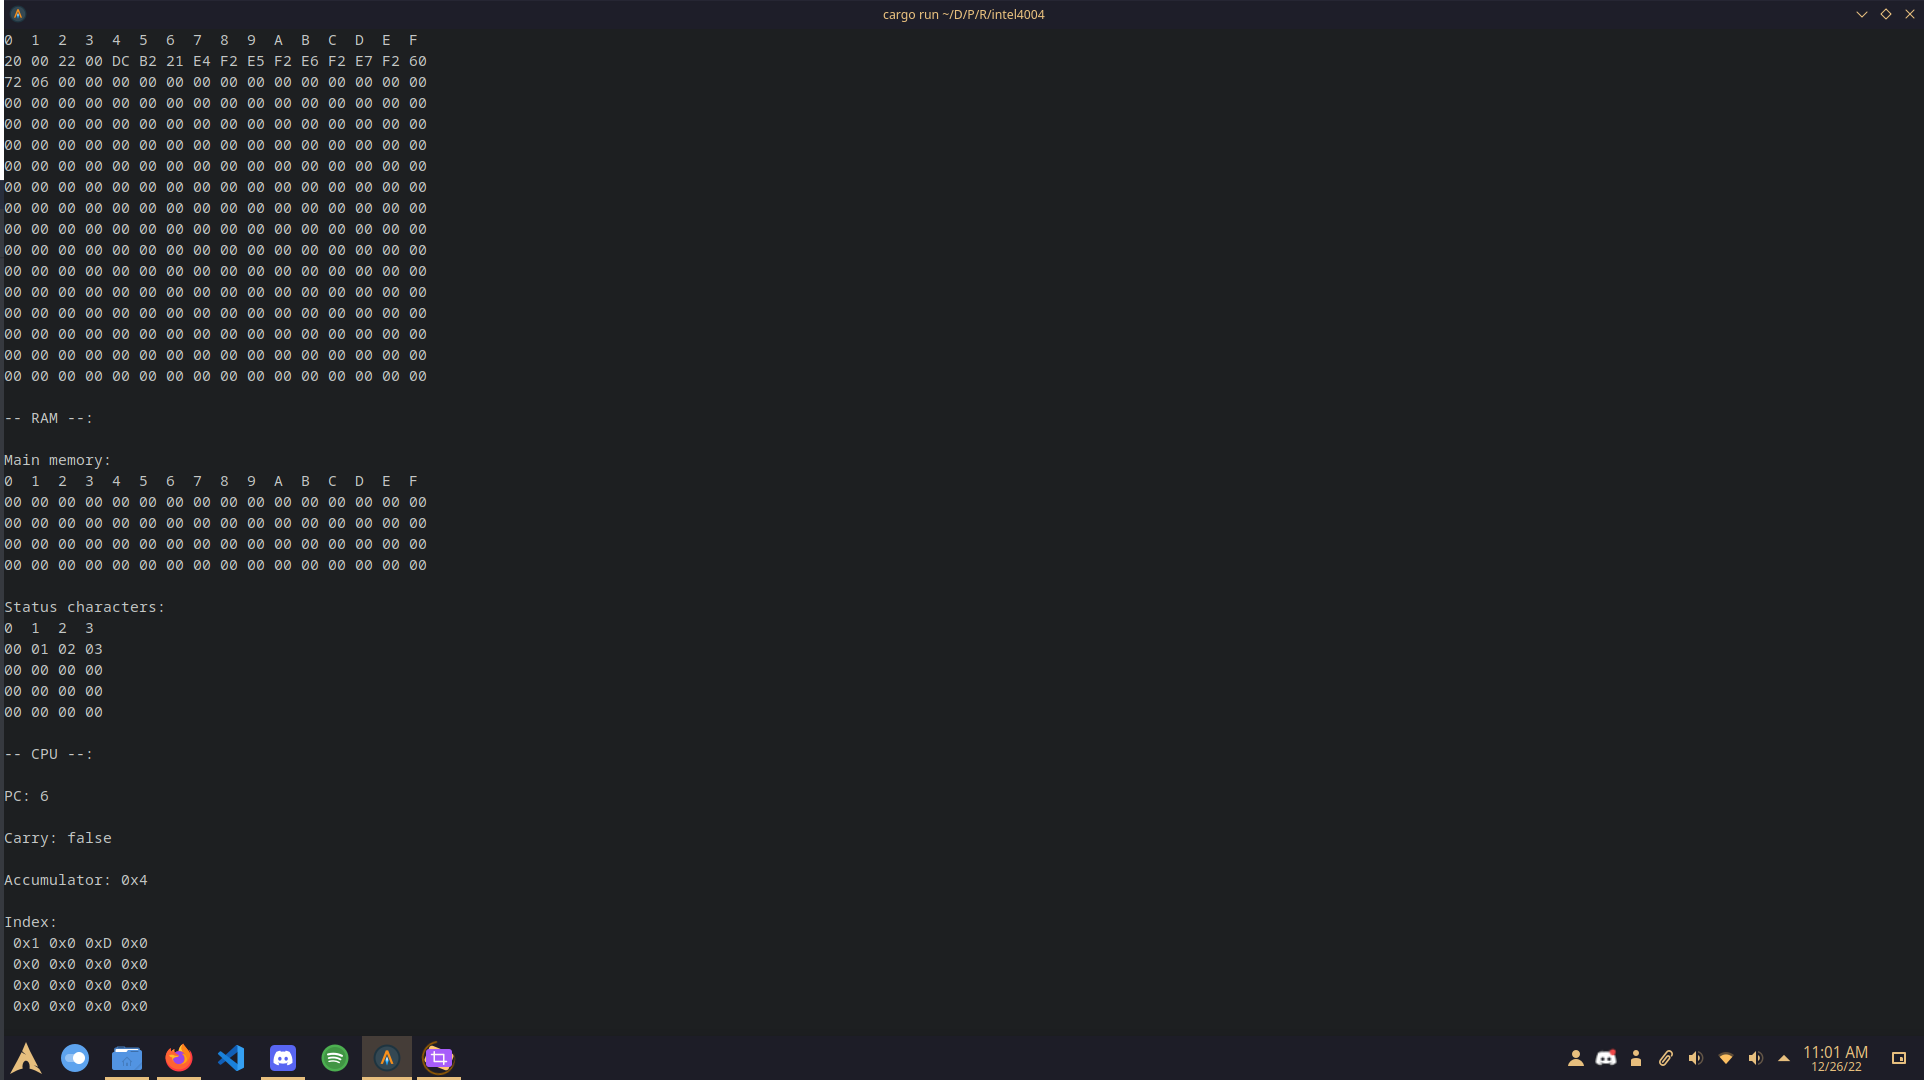 cargo run ~/D/P/R/intel4004
0 1 2 3 4 5 6 7 8 9 A B C D E F
20 00 22 00 DC B2 21 E4 F2 E5 F2 E6 F2 E7 F2 60
72 06 00 00 00 00 00 00 00 00 00 00 00 00 00 00
00 00 00 00 00 00 00 00 00 00 00 00 00 00 00 00
00 00 00 00 00 00 00 00 00 00 00 00 00 00 00 00
00 00 00 00 00 00 00 00 00 00 00 00 00 00 00 00
00 00 00 00 00 00 00 00 00 00 00 00 00 00 00 00
00 00 00 00 00 00 00 00 00 00 00 00 00 00 00 00
00 00 00 00 00 00 00 00 00 00 00 00 00 00 00 00
00 00 00 00 00 00 00 00 00 00 00 00 00 00 00 00
00 00 00 00 00 00 00 00 00 00 00 00 00 00 00 00
00 00 00 00 00 00 00 00 00 00 00 00 00 00 00 00
00 00 00 00 00 00 00 00 00 00 00 00 00 00 00 00
00 00 00 00 00 00 00 00 00 00 00 00 00 00 00 00
00 00 00 00 00 00 00 00 00 00 00 00 00 00 00 00
00 00 00 00 00 00 00 00 00 00 00 00 00 00 00 00
00 00 00 00 00 00 00 00 00 00 00 00 00 00 00 00
-- RAM --:
Main memory:
0 1 2 3 4 5 6 7 8 9 A B C D E F
00 00 00 00 00 00 00 00 00 00 00 00 00 00 00 00
00 00 00 00 00 00 00 00 00 00 00 00 00 00 00 00
00 00 00 00 00 00 00 00 00 00 00 00 00 00 00 00
00 00 00 00 00 00 00 00 00 00 00 00 00 00 00 00
Status characters:
0 1 2 3
00 01 02 03
00 00 00 00
00 00 00 00
00 00 00 00
-- CPU --:
PC: 6
Carry: false
Accumulator: 0x4
Index:
0x1 0x0 0xD 0x0
0x0 0x0 0x0 0x0
0x0 0x0 0x0 0x0
0x0 0x0 0x0 0x0
11:01 AM
12/26/22